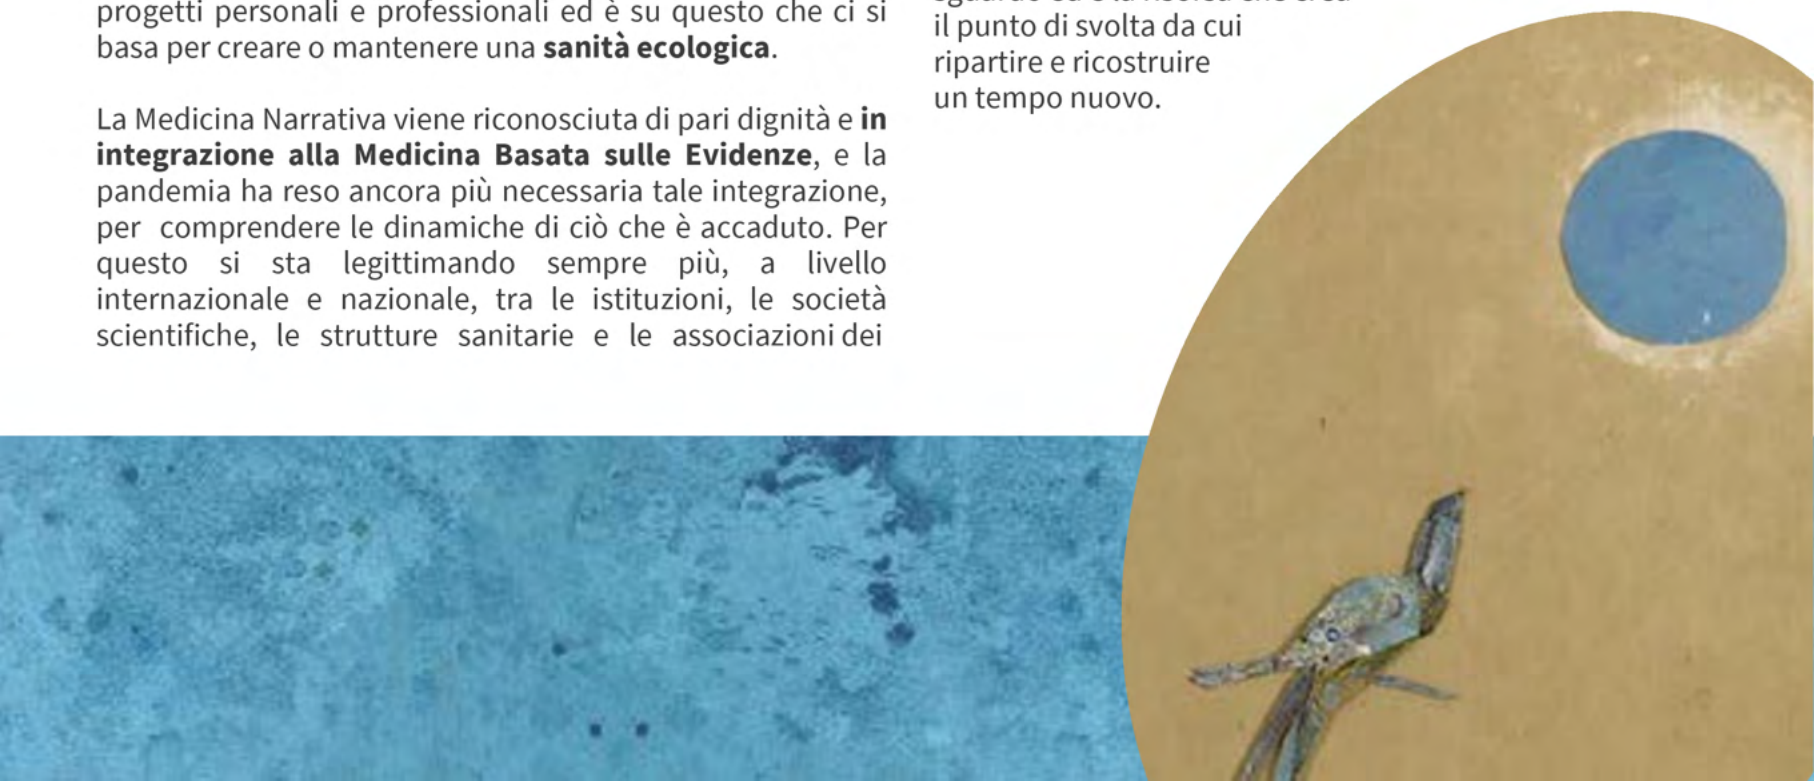 progetti personali e professionali ed è su questo che ci si
basa per creare o mantenere una sanità ecologica.
La Medicina Narrativa viene riconosciuta di pari dignità e in
integrazione alla Medicina Basata sulle Evidenze, e la
pandemia ha reso ancora più necessaria tale integrazione,
per comprendere le dinamiche di ciò che è accaduto. Per
questo si sta legittimando sempre più, a livello
internazionale e nazionale, tra le istituzioni, le società
scientifiche, le strutture sanitarie e le associazioni dei
il punto di svolta da cui
ripartire e ricostruire
un tempo nuovo.